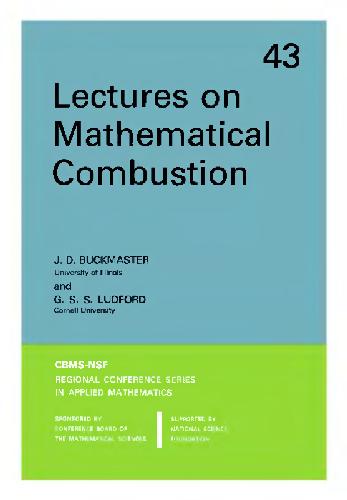 43
Lectures on
Mathematical
Combustion
J. D. BUCKMASTER
University of Illinois
and
G. S. S. LUDFORD
Cornell University
CBMS-NSF
REGIONAL CONFERENCE SERIES
IN APPLIED MATHEMATICS
SPONSORED BY
CONFERENCE BOARD OF
THE MATHEMATICAL SCIENCES
SUPPORTED BY
NATIONAL SCIENCE
FOUNDATION